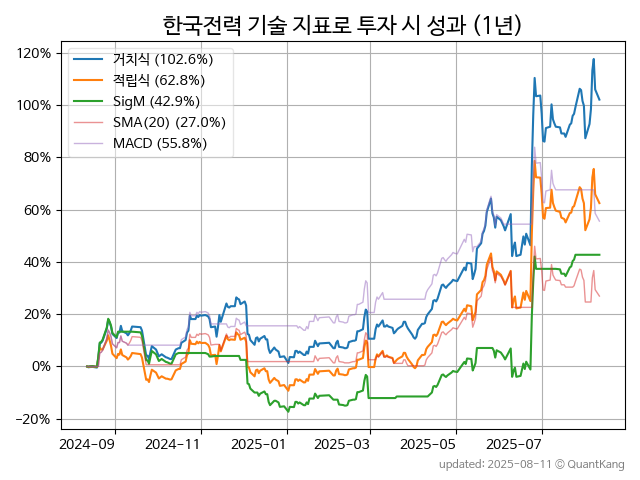 한국전력 기술 지표로 투자 시 성과 (1년)
120%
100%
80%
60%
40%
20%
0%
−20%
거치식 (102.6%)
적립식 (62.8%)
SigM (42.9%)
SMA(20) (27.0%)
MACD (55.8%)
2024-09 2024-11 2025-01 2025-03 2025-05 2025-07
updated: 2025-08-11 © QuantKang